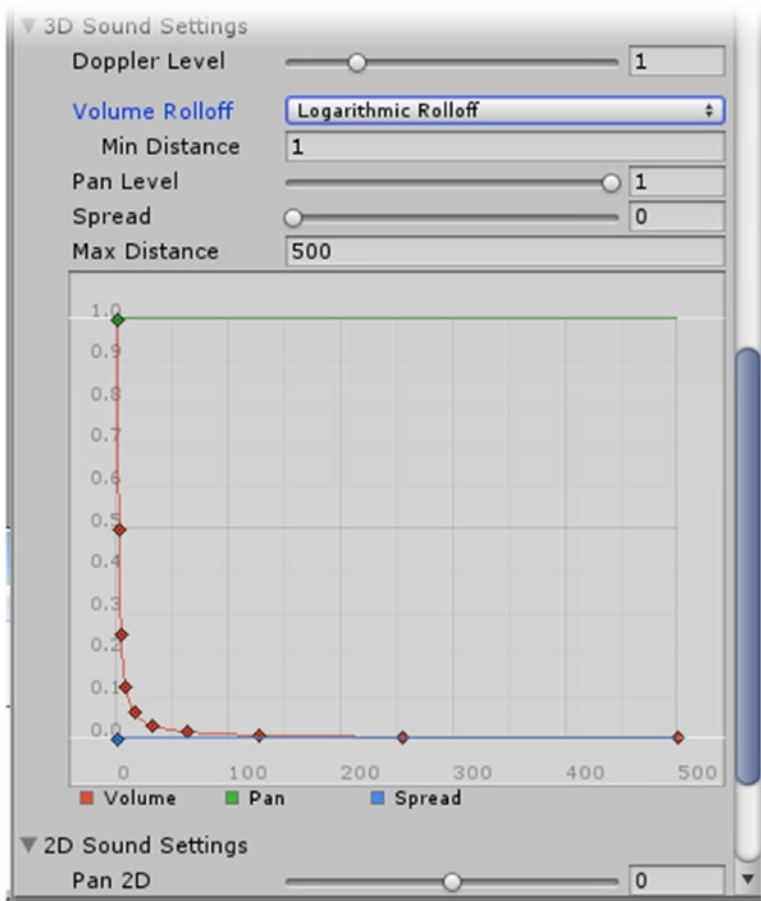 3D Sound Settings
Doppler Level 1
Volume Rolloff Logarithmic Rolloff
Min Distance 1
Pan Level 1
Spread 0
Max Distance 500
1.0
0.9
0.8
0.7
0.6
0.5
0.4
0.3
0.2
0.1
0.0
0 100 200 300 400 500
Volume Pan Spread
2D Sound Settings
Pan 2D 0